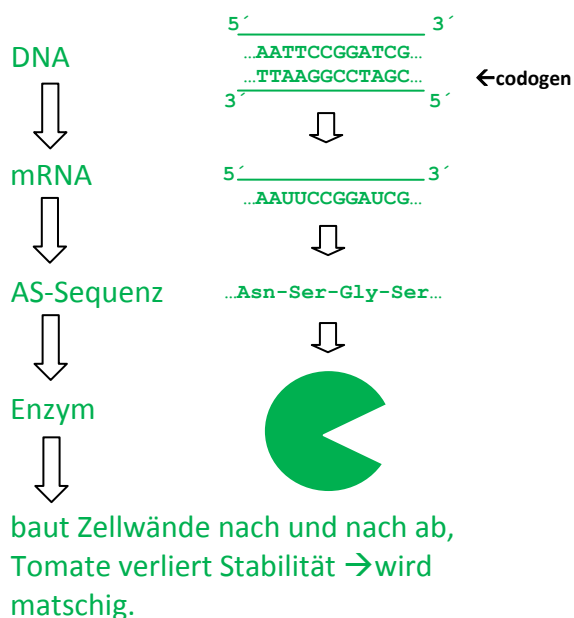 5´ 3´
DNA …AATTCCGGATCG…
…TTAAGGCCTAGC… ←codogen
3´ 5´
mRNA 5´ 3´
…AAUUCCGGAUCG…
AS-Sequenz …Asn-Ser-Gly-Ser…
Enzym
baut Zellwände nach und nach ab,
Tomate verliert Stabilität →wird
matschig.